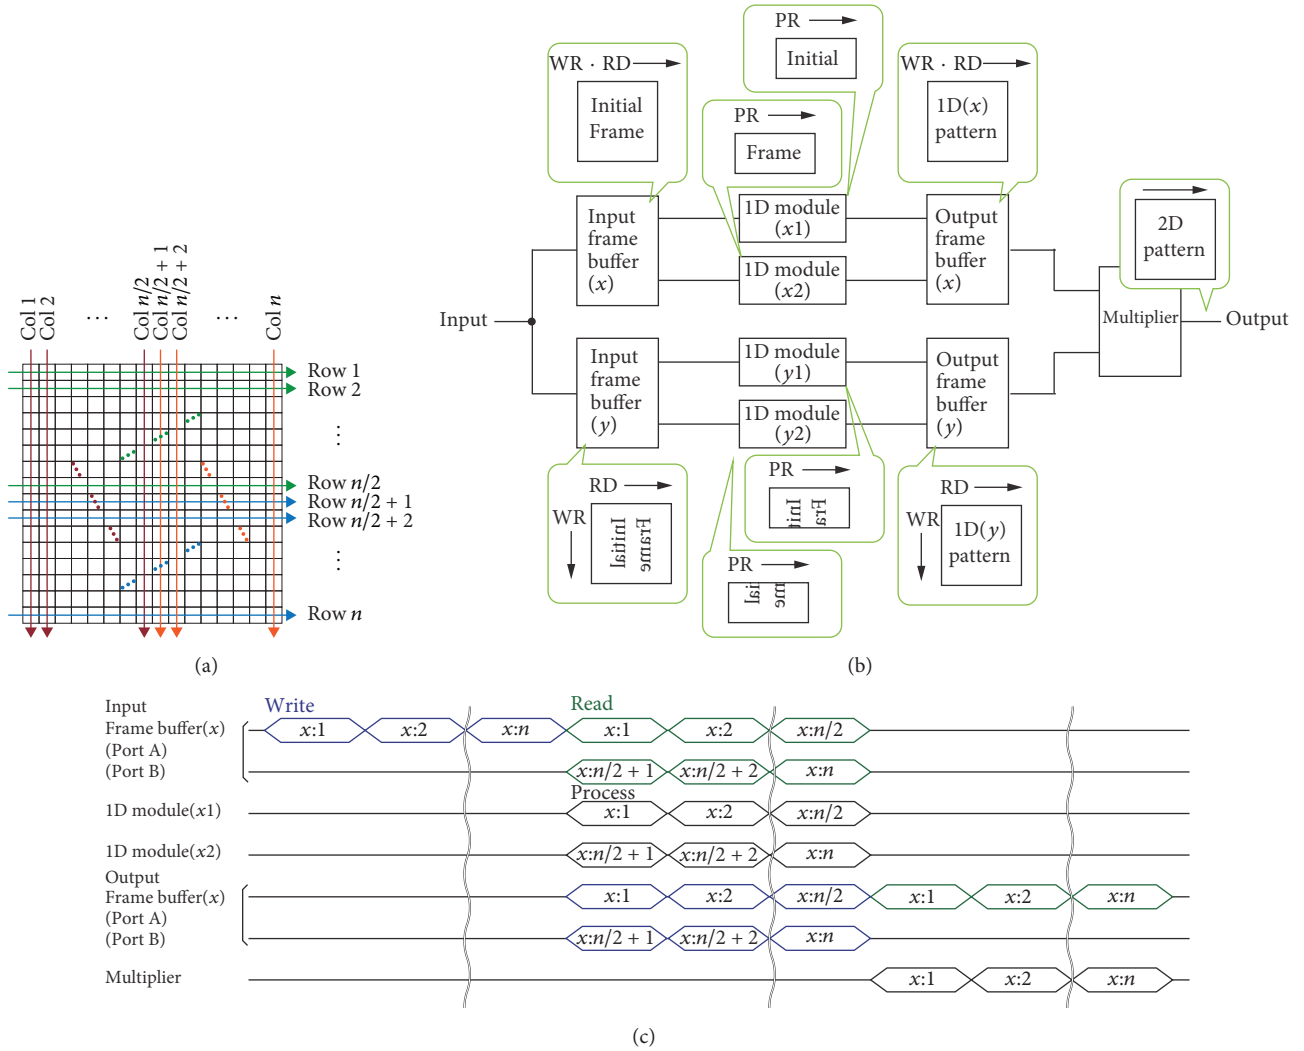 Col 1
Col 2
...
Col n/2
Col n/2 + 1
Col n/2 + 2
...
Col n
Row 1
Row 2
⋮
Row n/2
Row n/2 + 1
Row n/2 + 2
⋮
Row n
(a)
PR
Initial
WR · RD
Initial
Frame
PR
Frame
WR · RD
1D(x)
pattern
2D
pattern
Input
frame
buffer
(x)
1D module
(x1)
1D module
(x2)
Output
frame
buffer
(x)
Input
Multiplier
Output
Input
frame
buffer
(y)
1D module
(y1)
1D module
(y2)
Output
frame
buffer
(y)
RD
WR
Initial
Frame
PR
Init
Fra
PR
tial
me
RD
WR
1D(y)
pattern
(b)
Input
Frame buffer(x)
(Port A)
(Port B)
Write
Read
x:1 x:2 x:n x:1 x:2 x:n/2
x:n/2 + 1 x:n/2 + 2 x:n
Process
1D module(x1) x:1 x:2 x:n/2
1D module(x2) x:n/2 + 1 x:n/2 + 2 x:n
Output
Frame buffer(x)
(Port A)
(Port B)
x:1 x:2 x:n/2 x:1 x:2 x:n
x:n/2 + 1 x:n/2 + 2 x:n
Multiplier x:1 x:2 x:n
(c)